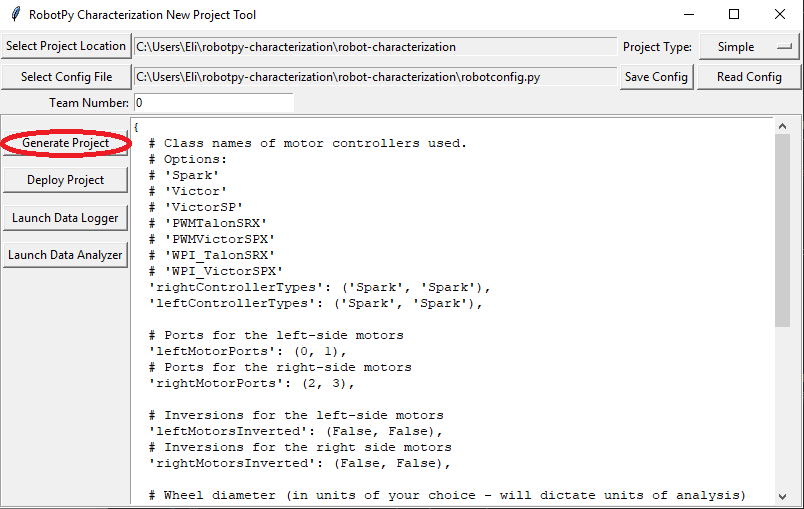 RobotPy Characterization New Project Tool
Select Project Location C:\Users\Eli\robotpy-characterization\robot-characterization Project Type: Simple
Select Config File C:\Users\Eli\robotpy-characterization\robot-characterization\robotconfig.py Save Config Read Config
Team Number: 0
Generate Project
Deploy Project
Launch Data Logger
Launch Data Analyzer
{
# Class names of motor controllers used.
# Options:
# 'Spark'
# 'Victor'
# 'VictorSP'
# 'PWMTalonSRX'
# 'PWMVictorSPX'
# 'WPI_TalonSRX'
# 'WPI_VictorSPX'
'rightControllerTypes': ('Spark', 'Spark'),
'leftControllerTypes': ('Spark', 'Spark'),
# Ports for the left-side motors
'leftMotorPorts': (0, 1),
# Ports for the right-side motors
'rightMotorPorts': (2, 3),
# Inversions for the left-side motors
'leftMotorsInverted': (False, False),
# Inversions for the right side motors
'rightMotorsInverted': (False, False),
# Wheel diameter (in units of your choice - will dictate units of analysis)